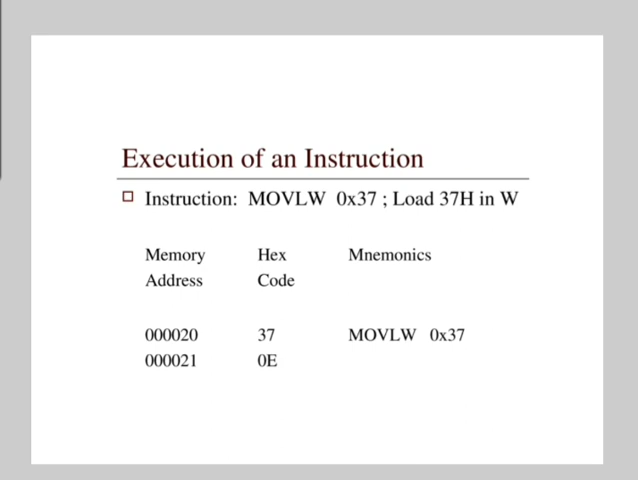 Execution of an Instruction
Instruction: MOVLW 0x37 ; Load 37H in W
Memory Hex Mnemonics
Address Code
000020 37 MOVLW 0x37
000021 0E